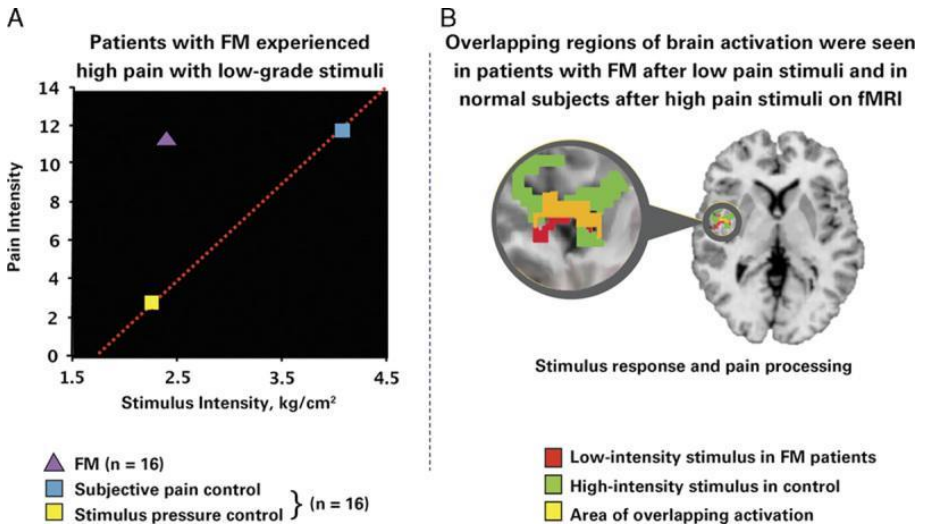 A
Patients with FM experienced
high pain with low-grade stimuli
Pain Intensity
14
12
10
8
6
4
2
0
1.5 2.5 3.5 4.5
Stimulus Intensity, kg/cm²
FM (n = 16)
Subjective pain control
Stimulus pressure control } (n = 16)
B
Overlapping regions of brain activation were seen
in patients with FM after low pain stimuli and in
normal subjects after high pain stimuli on fMRI
Stimulus response and pain processing
Low-intensity stimulus in FM patients
High-intensity stimulus in control
Area of overlapping activation